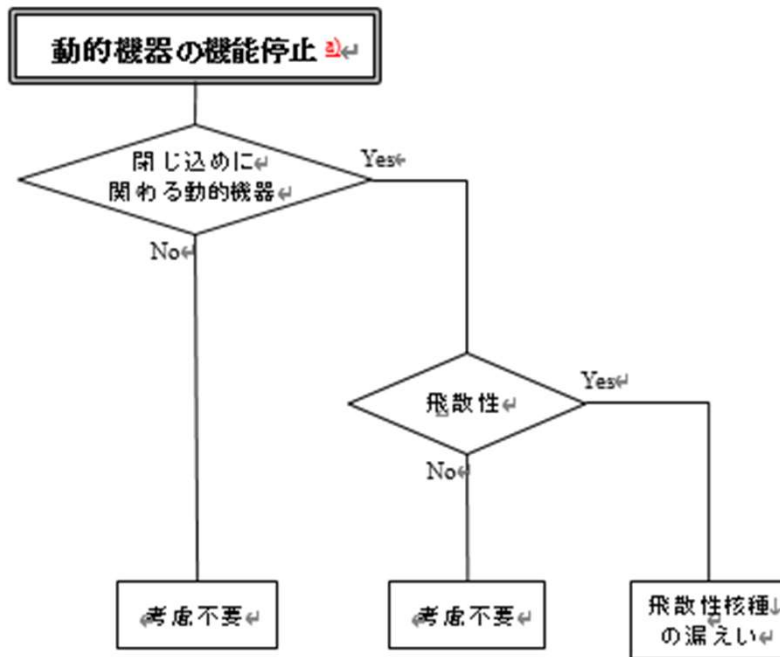 動的機器の機能停止 a)
閉じ込めに
関わる動的機器
Yes
No
飛散性
Yes
No
考慮不要
考慮不要
飛散性核種
の漏えい